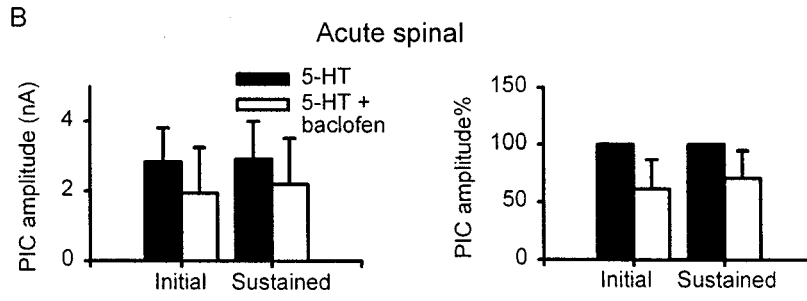 B
Acute spinal
5-HT
5-HT +
baclofen
PIC amplitude (nA)
4
2
0
Initial Sustained
PIC amplitude%
150
100
50
0
Initial Sustained